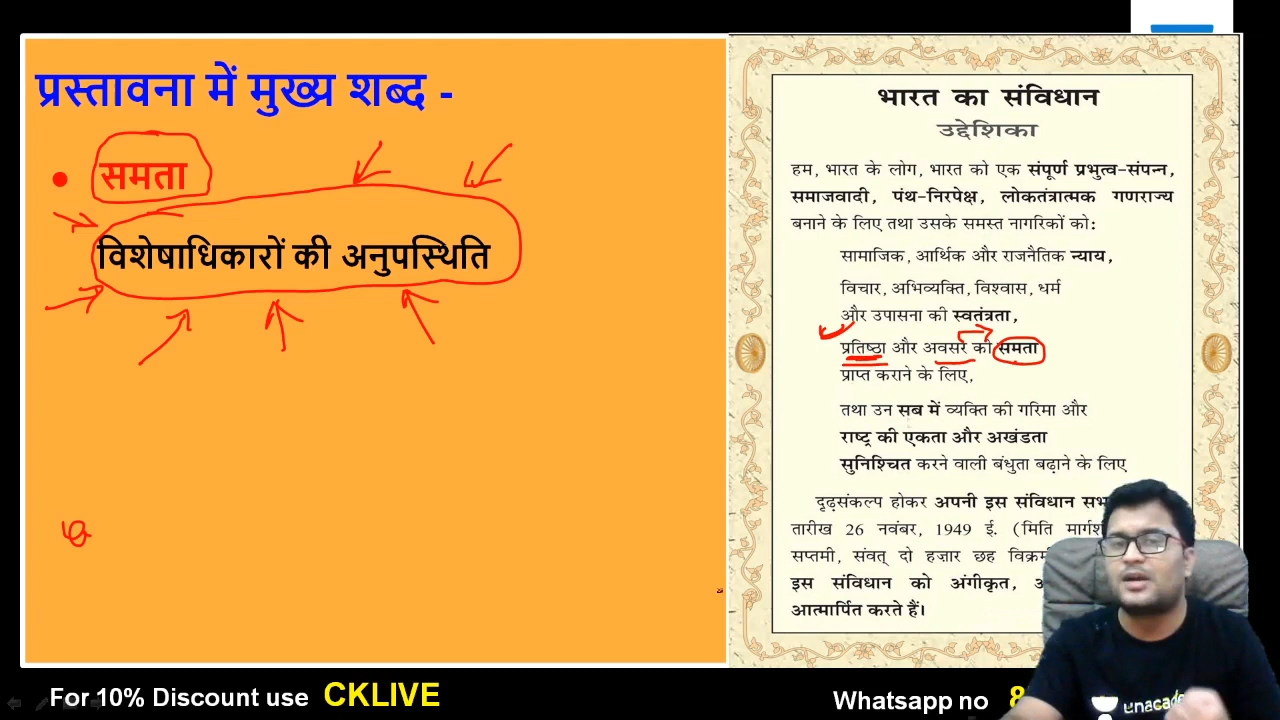 प्रस्तावना में मुख्य शब्द -
• समता
विशेषाधिकारों की अनुपस्थिति
भारत का संविधान
उद्देशिका
हम, भारत के लोग, भारत को एक संपूर्ण प्रभुत्व-संपन्न,
समाजवादी, पंथ-निरपेक्ष, लोकतंत्रात्मक गणराज्य
बनाने के लिए तथा उसके समस्त नागरिकों को:
सामाजिक, आर्थिक और राजनैतिक न्याय,
विचार, अभिव्यक्ति, विश्वास, धर्म
और उपासना की स्वतंत्रता,
प्रतिष्ठा और अवसर की समता
प्राप्त कराने के लिए,
तथा उन सब में व्यक्ति की गरिमा और
राष्ट्र की एकता और अखंडता
सुनिश्चित करने वाली बंधुता बढ़ाने के लिए
दृढ़संकल्प होकर अपनी इस संविधान
तारीख 26 नवंबर, 1949 ई. (मिति
सप्तमी, संवत् दो हजार छह
इस संविधान को अंगीकृत,
आत्मार्पित करते हैं।
unacade
For 10% Discount use CKLIVE
Whatsapp no 8